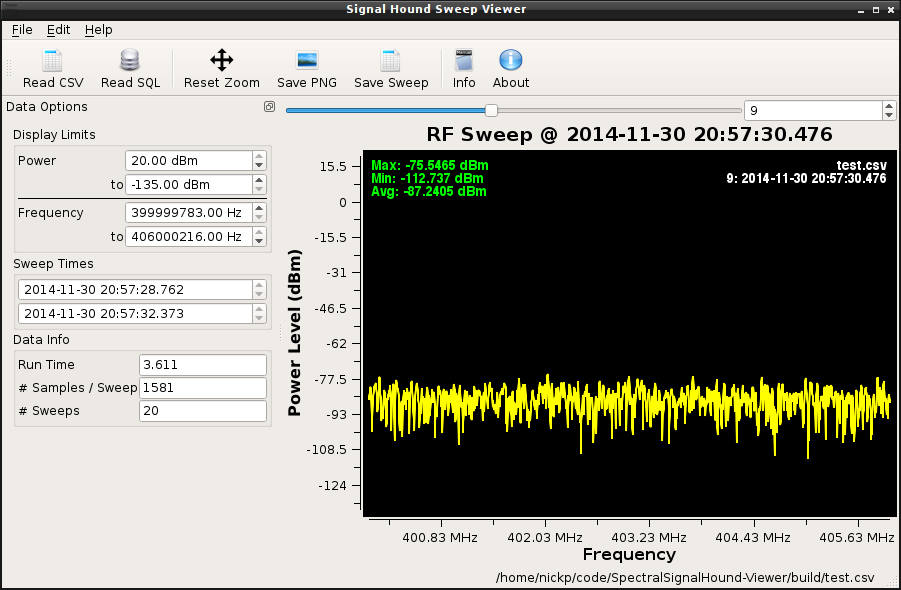 Signal Hound Sweep Viewer
File Edit Help
Read CSV Read SQL Reset Zoom Save PNG Save Sweep Info About
Data Options
9
Display Limits
Power 20.00 dBm
to -135.00 dBm
Frequency 399999783.00 Hz
to 406000216.00 Hz
Sweep Times
2014-11-30 20:57:28.762
2014-11-30 20:57:32.373
Data Info
Run Time 3.611
# Samples / Sweep 1581
# Sweeps 20
RF Sweep @ 2014-11-30 20:57:30.476
Max: -75.5465 dBm
Min: -112.737 dBm
Avg: -87.2405 dBm
test.csv
9: 2014-11-30 20:57:30.476
Power Level (dBm)
15.5
0
-15.5
-31
-46.5
-62
-77.5
-93
-108.5
-124
400.83 MHz 402.03 MHz 403.23 MHz 404.43 MHz 405.63 MHz
Frequency
/home/nickp/code/SpectralSignalHound-Viewer/build/test.csv